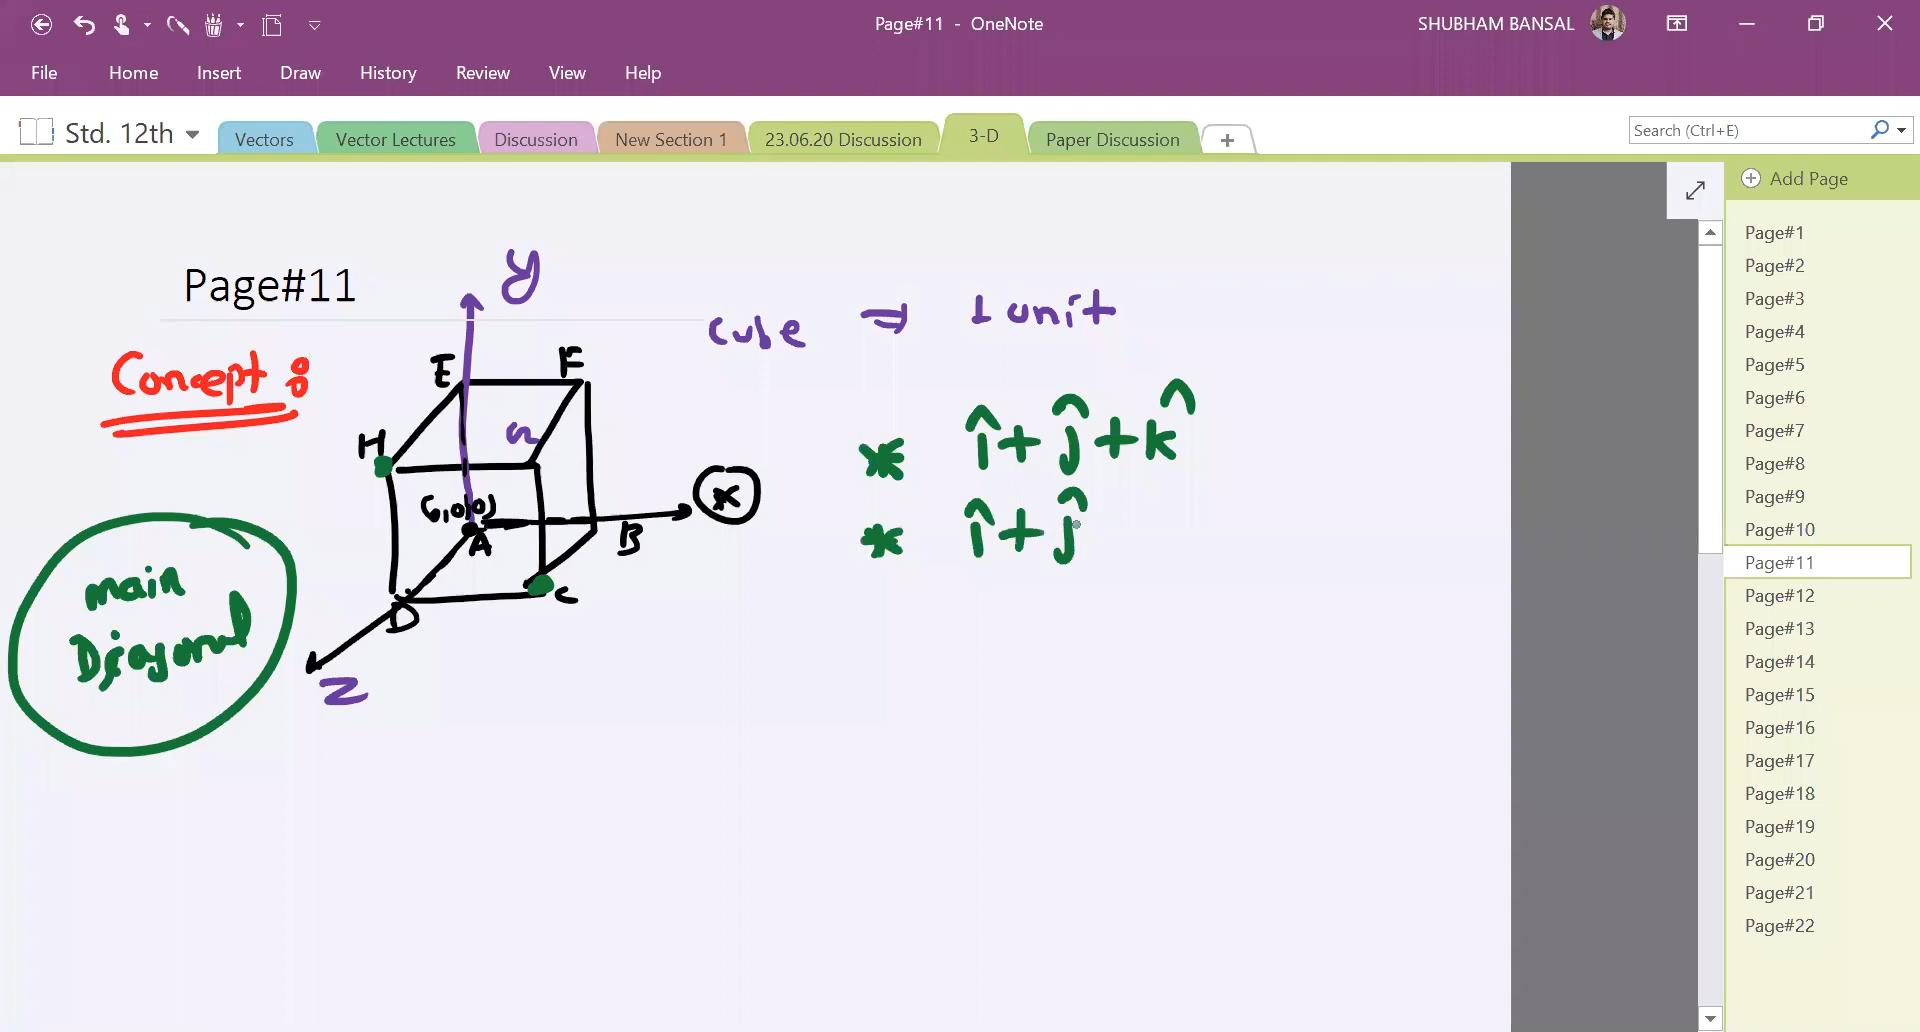 Page#11 - OneNote
SHUBHAM BANSAL
File Home Insert Draw History Review View Help
Std. 12th
Vectors
Vector Lectures
Discussion
New Section 1
23.06.20 Discussion
3-D
Paper Discussion
+
Search (Ctrl+E)
Add Page
Page#11
y
cube ⇒ 1 unit
Concept :
E
F
H
î + ĵ + k̂
î + ĵ
A
B
C
D
x
z
main
Diagonal
Page#1
Page#2
Page#3
Page#4
Page#5
Page#6
Page#7
Page#8
Page#9
Page#10
Page#11
Page#12
Page#13
Page#14
Page#15
Page#16
Page#17
Page#18
Page#19
Page#20
Page#21
Page#22